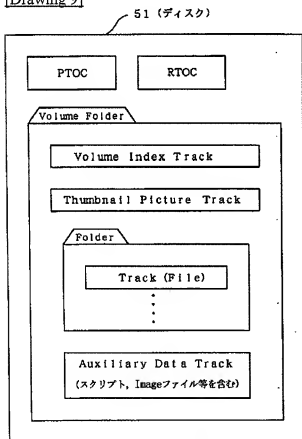 [Drawing 9]
51 (ディスク)
PTOC
RTOC
Volume Folder
Volume Index Track
Thumbnail Picture Track
Folder
Track (File)
Auxiliary Data Track
(スクリプト, Imageファイル等を含む)